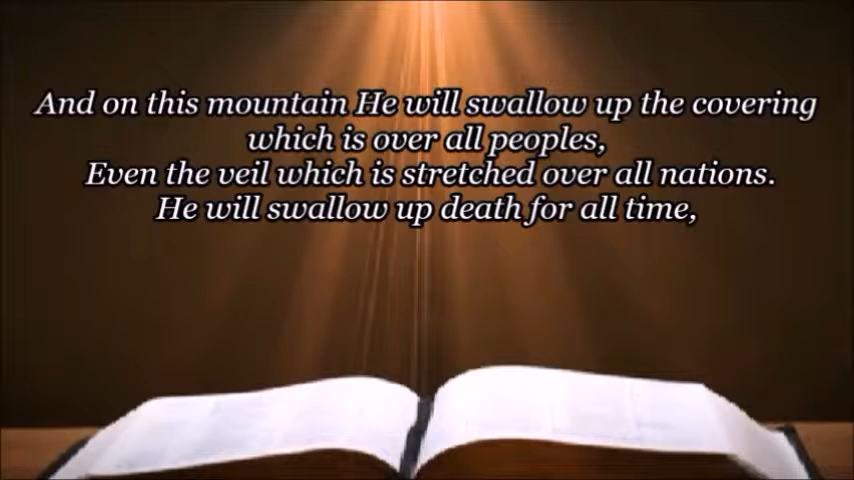 And on this mountain He will swallow up the covering
which is over all peoples,
Even the veil which is stretched over all nations.
He will swallow up death for all time,